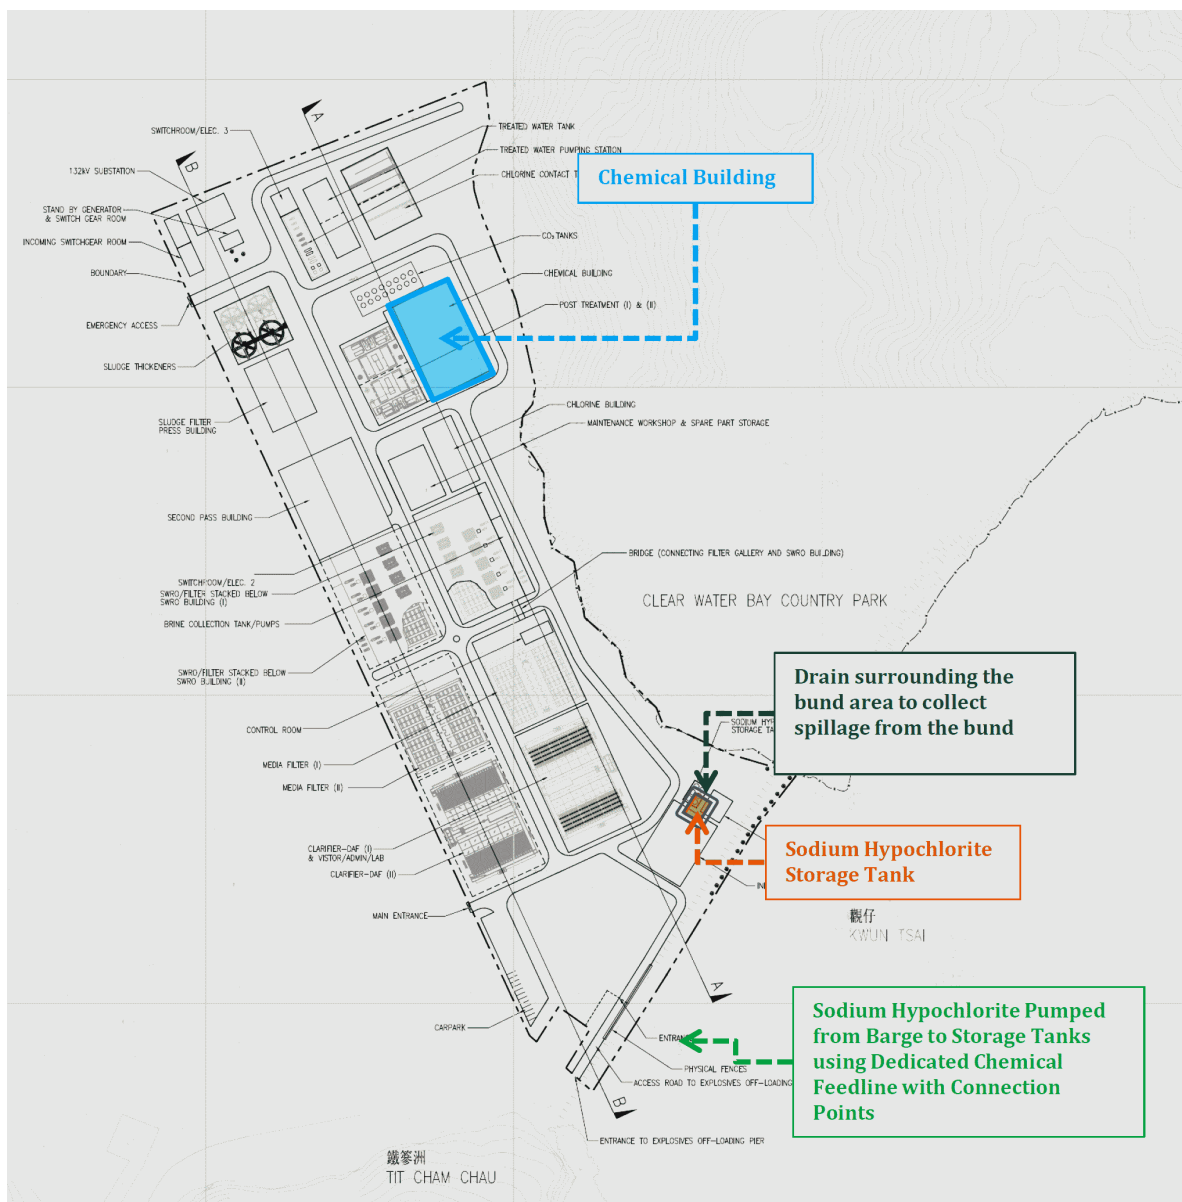 A
SWITCHROOM/ELEC. 3
TREATED WATER TANK
B
TREATED WATER PUMPING STATION
132kV SUBSTATION
CHLORINE CONTACT T
Chemical Building
STAND BY GENERATOR
& SWITCH GEAR ROOM
INCOMING SWITCHGEAR ROOM
CO₂ TANKS
BOUNDARY
CHEMICAL BUILDING
POST TREATMENT (I) & (II)
EMERGENCY ACCESS
SLUDGE THICKENERS
CHLORINE BUILDING
SLUDGE FILTER
PRESS BUILDING
MAINTENANCE WORKSHOP & SPARE PART STORAGE
SECOND PASS BUILDING
BRIDGE (CONNECTING FILTER GALLERY AND SWRO BUILDING)
SWITCHROOM/ELEC. 2
SWRO/FILTER STACKED BELOW
SWRO BUILDING (I)
CLEAR WATER BAY COUNTRY PARK
BRINE COLLECTION TANK/PUMPS
SWRO/FILTER STACKED BELOW
SWRO BUILDING (II)
Drain surrounding the
bund area to collect
spillage from the bund
CONTROL ROOM
SODIUM HYP
STORAGE TA
MEDIA FILTER (I)
MEDIA FILTER (II)
CLARIFIER-DAF (I)
& VISTOR/ADMIN/LAB
CLARIFIER-DAF (II)
Sodium Hypochlorite
Storage Tank
IN
MAIN ENTRANCE
觀仔
KWUN TSAI
A
CARPARK
Sodium Hypochlorite Pumped
from Barge to Storage Tanks
using Dedicated Chemical
Feedline with Connection
Points
ENTRANC
PHYSICAL FENCES
ACCESS ROAD TO EXPLOSIVES OFF-LOADING
B
ENTRANCE TO EXPLOSIVES OFF-LOADING PIER
鐵篸洲
TIT CHAM CHAU